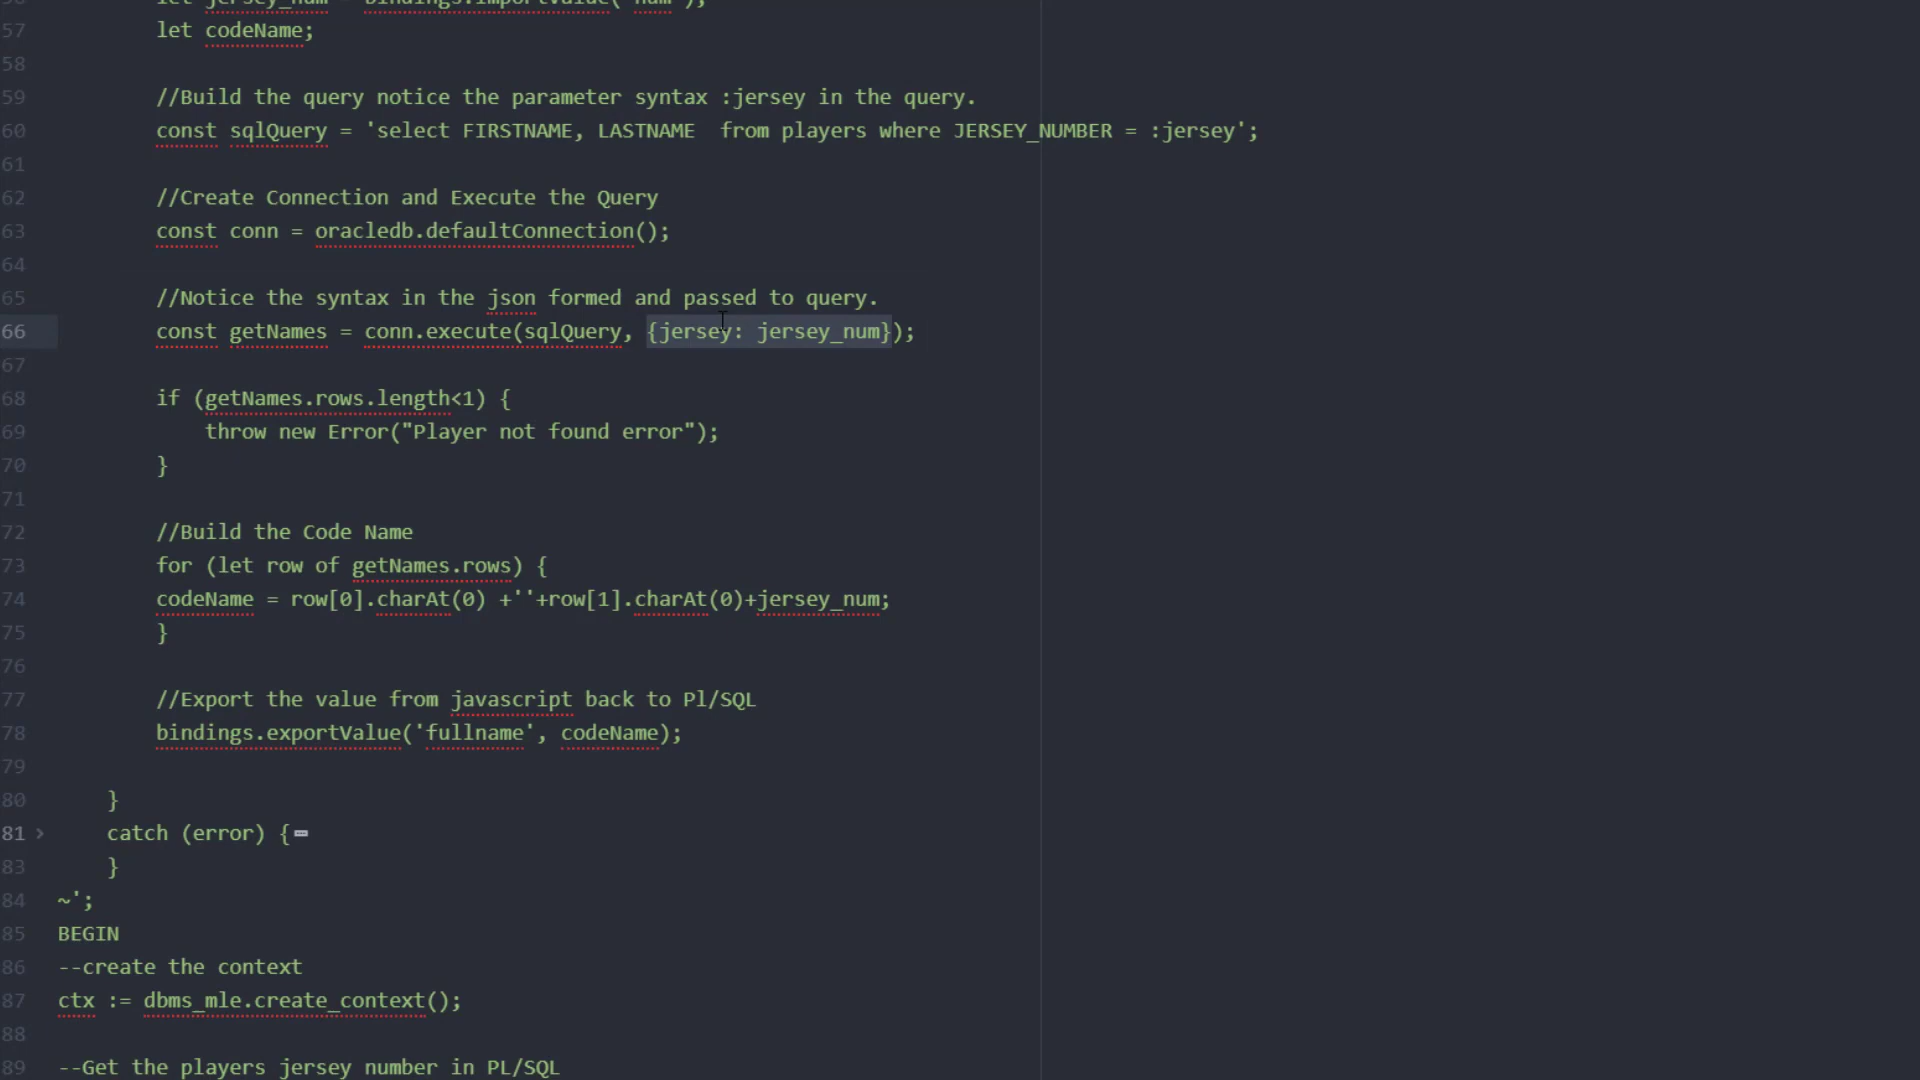 56 let jersey_num = bindings.importValue('num');
57 let codeName;
58
59 //Build the query notice the parameter syntax :jersey in the query.
60 const sqlQuery = 'select FIRSTNAME, LASTNAME  from players where JERSEY_NUMBER = :jersey';
61
62 //Create Connection and Execute the Query
63 const conn = oracledb.defaultConnection();
64
65 //Notice the syntax in the json formed and passed to query.
66 const getNames = conn.execute(sqlQuery, {jersey: jersey_num});
67
68 if (getNames.rows.length<1) {
69 throw new Error("Player not found error");
70 }
71
72 //Build the Code Name
73 for (let row of getNames.rows) {
74 codeName = row[0].charAt(0) +''+row[1].charAt(0)+jersey_num;
75 }
76
77 //Export the value from javascript back to Pl/SQL
78 bindings.exportValue('fullname', codeName);
79
80 }
81 catch (error) {
83 }
84 ~';
85 BEGIN
86 --create the context
87 ctx := dbms_mle.create_context();
88
89 --Get the players jersey number in PL/SQL